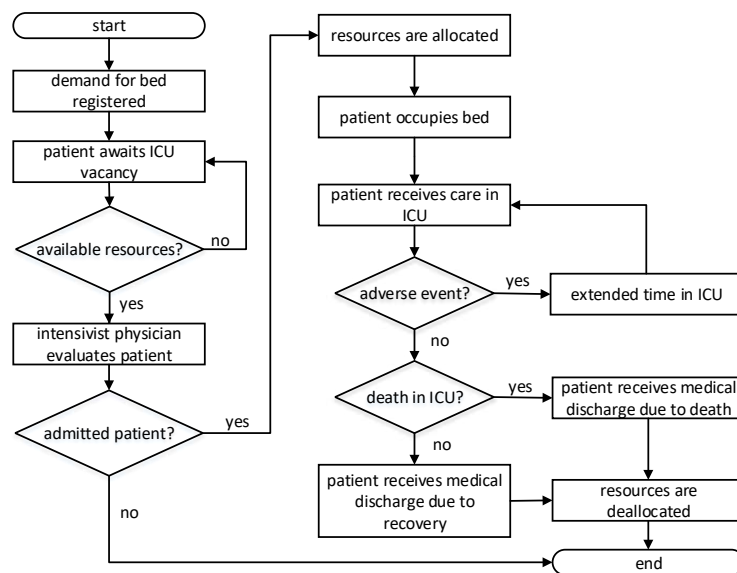 start
demand for bed
registered
patient awaits ICU
vacancy
available resources?
no
yes
intensivist physician
evaluates patient
admitted patient?
yes
no
resources are allocated
patient occupies bed
patient receives care in
ICU
adverse event?
yes
extended time in ICU
no
death in ICU?
yes
patient receives medical
discharge due to death
no
patient receives medical
discharge due to
recovery
resources are
deallocated
end